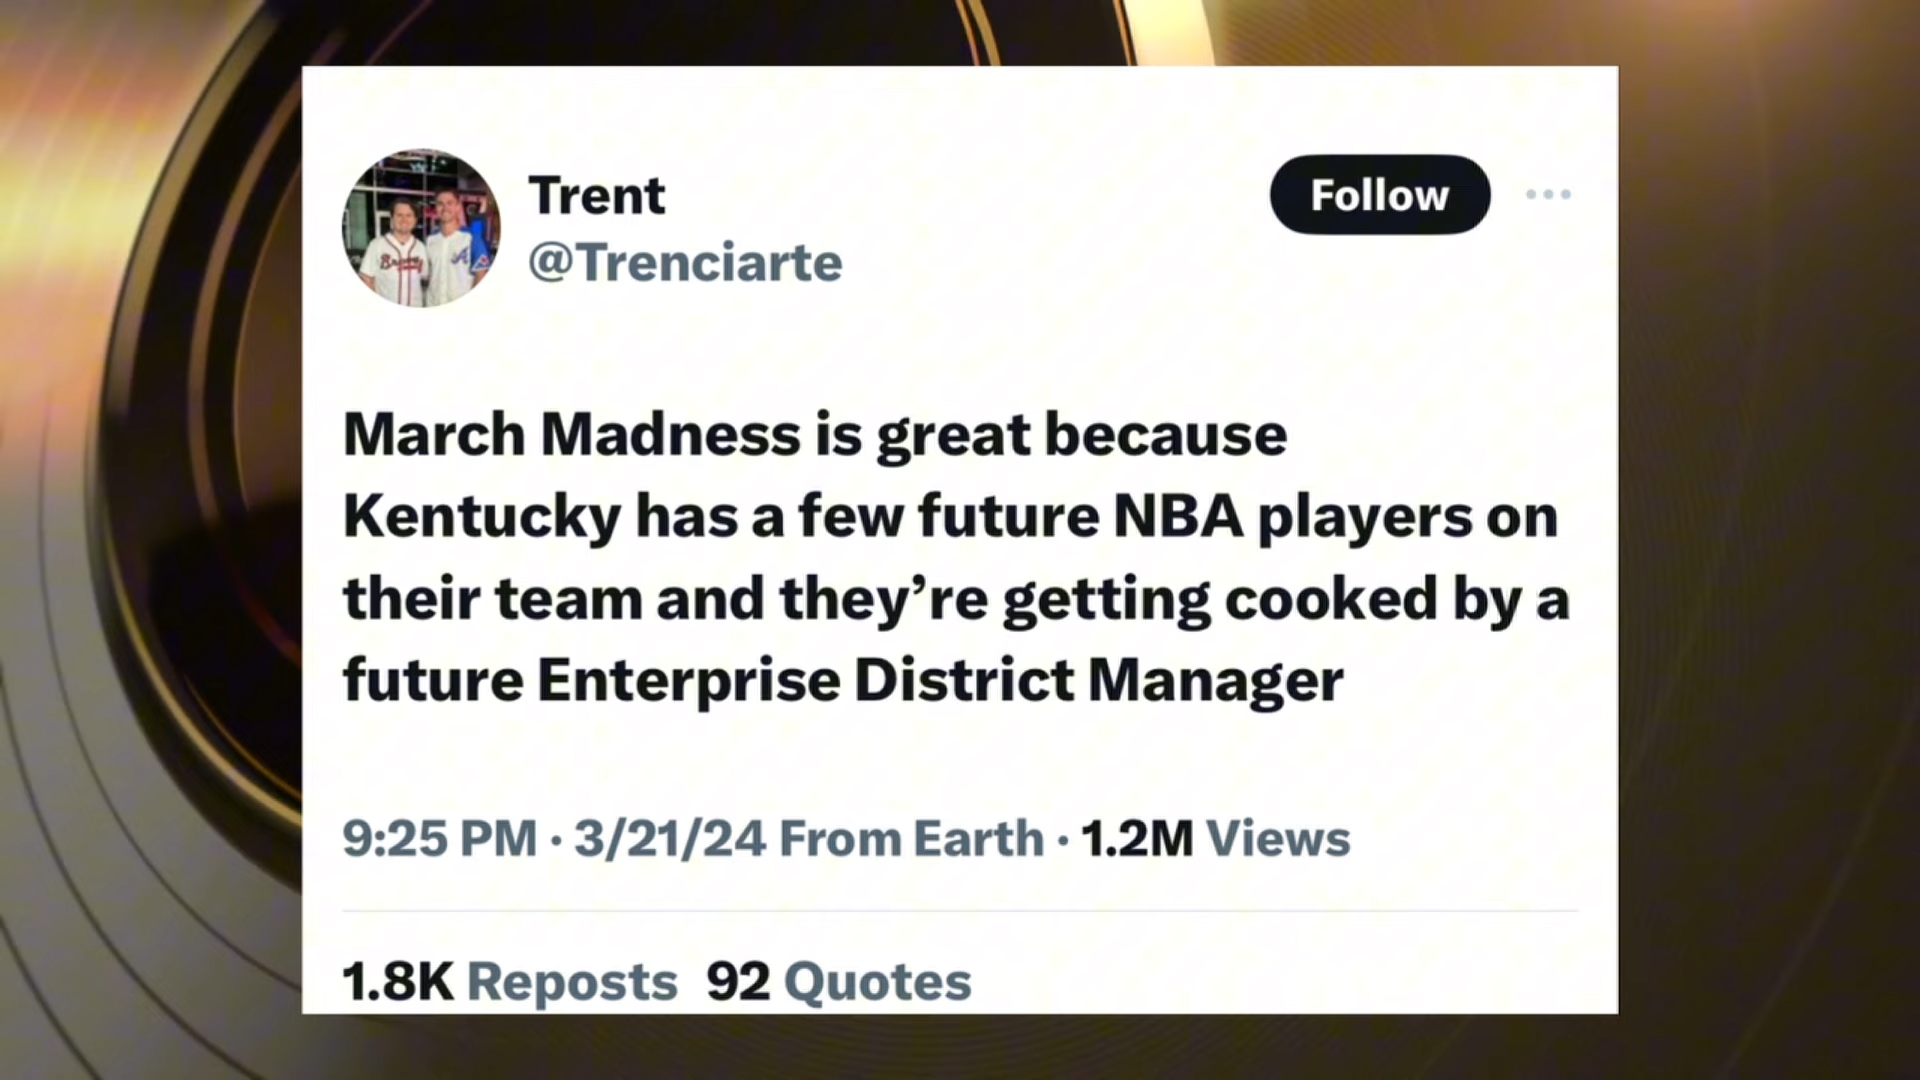 Trent
@Trenciarte
Follow
March Madness is great because
Kentucky has a few future NBA players on
their team and they’re getting cooked by a
future Enterprise District Manager
9:25 PM · 3/21/24 From Earth · 1.2M Views
1.8K Reposts 92 Quotes